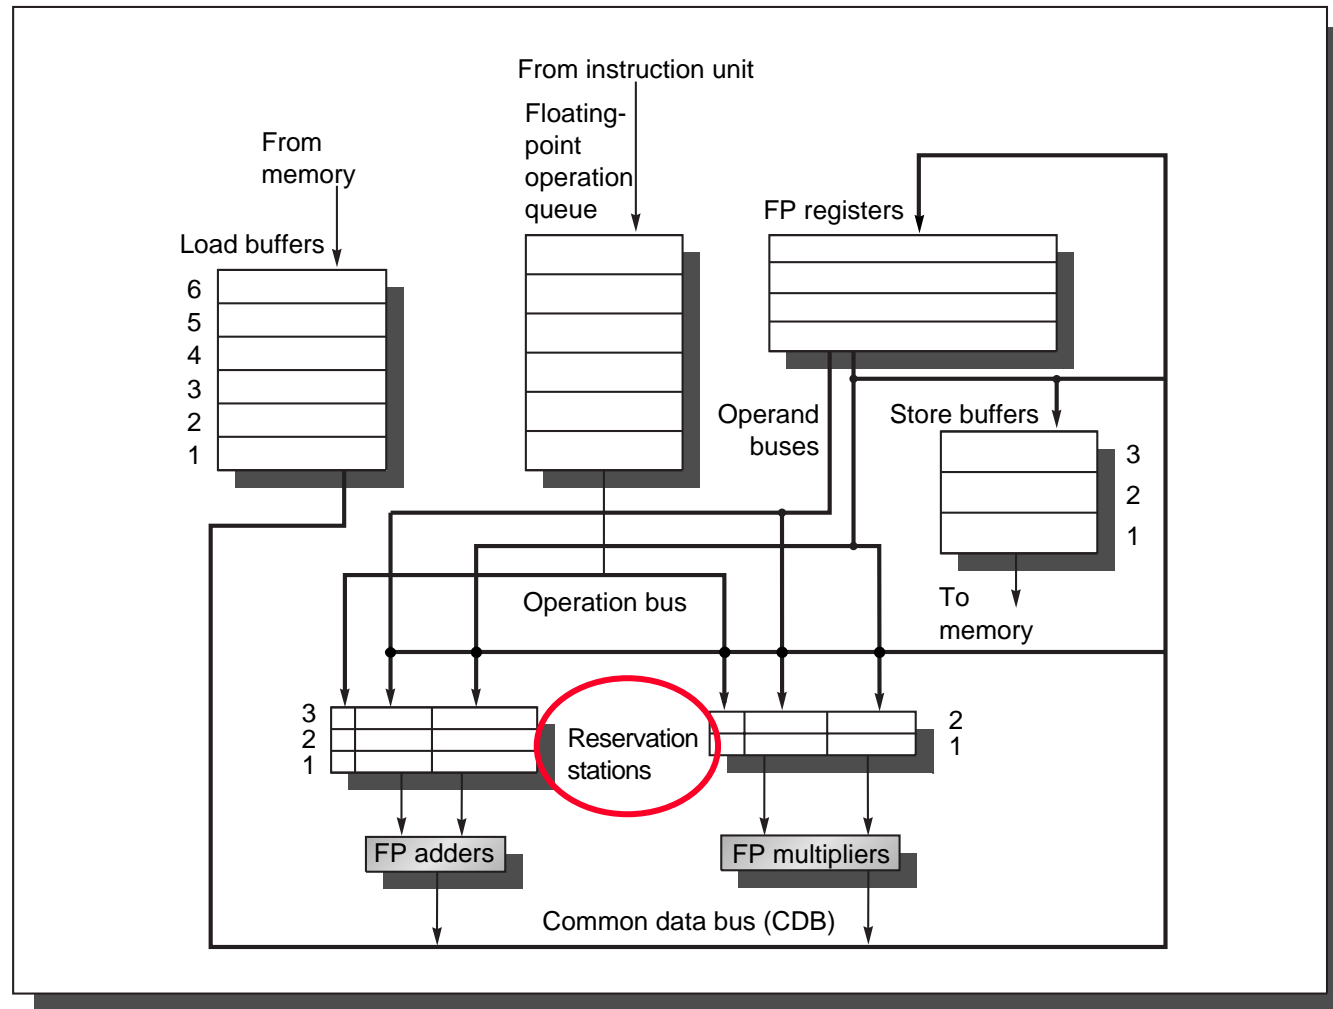 From instruction unit
Floating-
point
operation
queue
From
memory
FP registers
Load buffers
6
5
4
3
2
1
Operand
buses
Store buffers
3
2
1
To
memory
Operation bus
3
2
1
Reservation
stations
2
1
FP adders
FP multipliers
Common data bus (CDB)